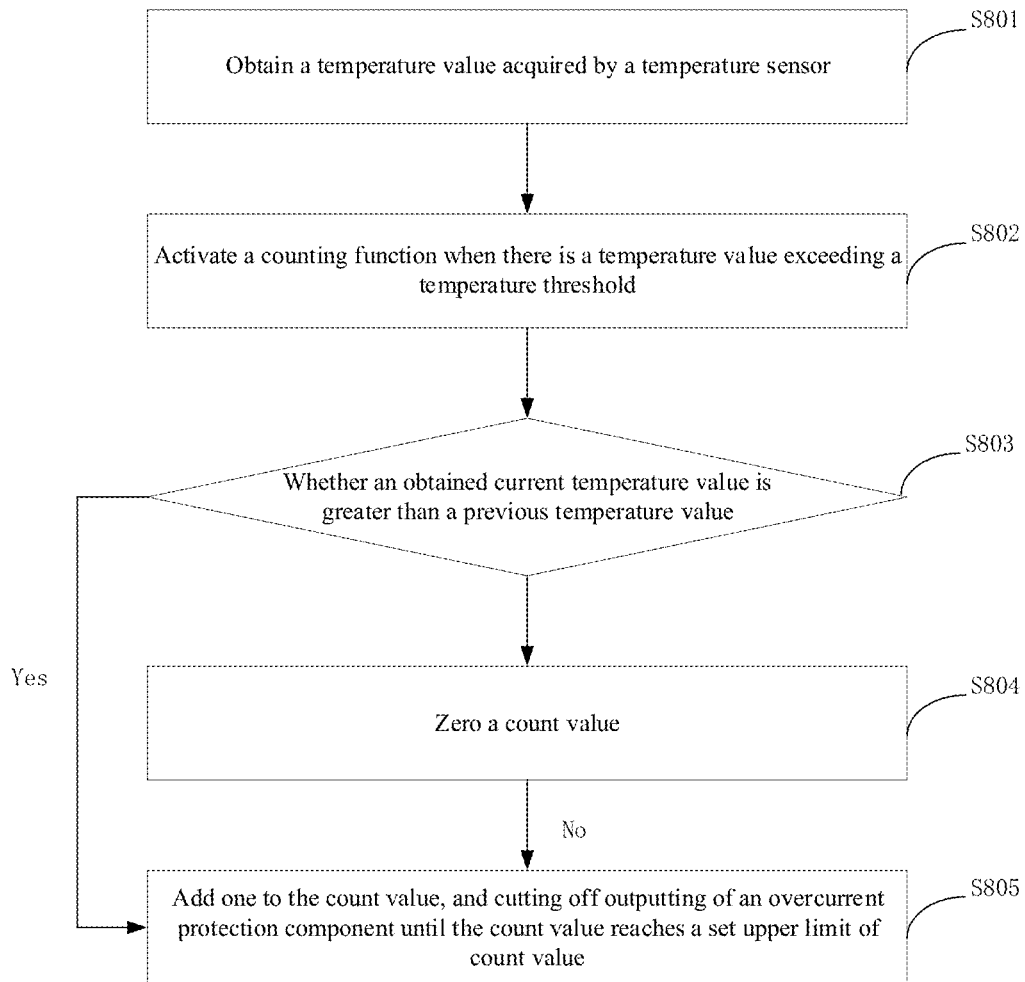 S801
Obtain a temperature value acquired by a temperature sensor
S802
Activate a counting function when there is a temperature value exceeding a
temperature threshold
S803
Whether an obtained current temperature value is
greater than a previous temperature value
Yes
S804
Zero a count value
No
S805
Add one to the count value, and cutting off outputting of an overcurrent
protection component until the count value reaches a set upper limit of
count value